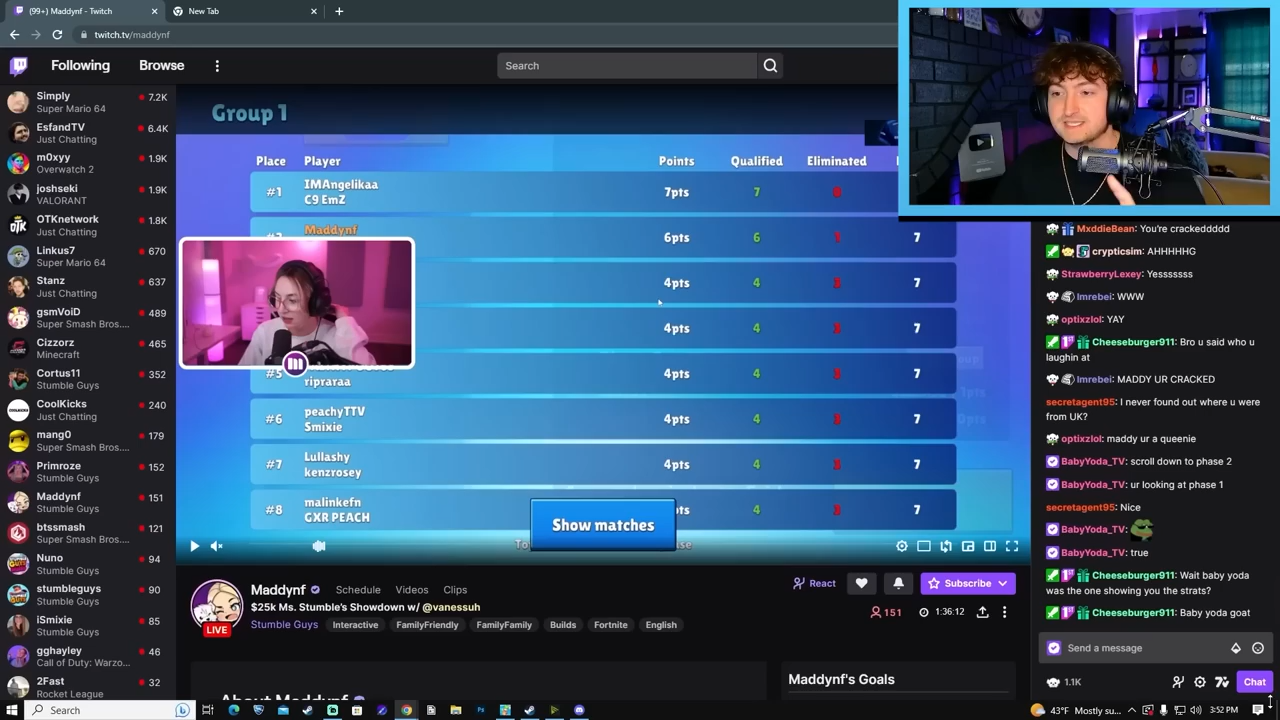 (99+) Maddynf - Twitch
New Tab
twitch.tv/maddynf
Following
Browse
Search
Simply
Super Mario 64
7.2K
EsfandTV
Just Chatting
6.4K
m0xyy
Overwatch 2
1.9K
joshseki
VALORANT
1.9K
OTKnetwork
Just Chatting
1.8K
Linkus7
Super Mario 64
670
Stanz
Just Chatting
637
gsmVoiD
Super Smash Bros....
489
Cizzorz
Minecraft
465
Cortus11
Stumble Guys
352
CoolKicks
Just Chatting
240
mang0
Super Smash Bros....
179
Primroze
Stumble Guys
152
Maddynf
Stumble Guys
151
btssmash
Super Smash Bros....
121
Nuno
Stumble Guys
94
stumbleguys
Stumble Guys
90
iSmixie
Stumble Guys
85
gghayley
Call of Duty: Warzo...
46
2Fast
Rocket League
32
Group 1
Place Player Points Qualified Eliminated
#1 IMAngelikaa
C9 EmZ
7pts 7
Maddynf
6pts 6 1 7
4pts 4 3 7
4pts 4 3 7
riprayaa
4pts 4 3 7
#6 peachyTTV
Smixie
4pts 4 3 7
#7 Lullashy
kenzrosey
4pts 4 3 7
#8 malinkefn
GXR PEACH
4 3 7
Show matches
Maddynf
Schedule
Videos
Clips
$25k Ms. Stumble's Showdown w/ @vanessuh
Stumble Guys
Interactive
FamilyFriendly
FamilyFamily
Builds
Fortnite
English
LIVE
React
Subscribe
151
1:36:12
About Maddynf
Maddynf's Goals
MxddieBean: You're crackeddddd
crypticsim: AHHHHHG
StrawberryLexey: Yesssssss
Imrebei: WWW
optixzlol: YAY
Cheeseburger911: Bro u said who u
laughin at
Imrebei: MADDY UR CRACKED
secretagent95: I never found out where u were
from UK?
optixzlol: maddy ur a queenie
BabyYoda_TV: scroll down to phase 2
BabyYoda_TV: ur looking at phase 1
secretagent95: Nice
BabyYoda_TV:
BabyYoda_TV: true
Cheeseburger911: Wait baby yoda
was the one showing you the strats?
Cheeseburger911: Baby yoda goat
Send a message
1.1K
Chat
Search
43°F Mostly su...
3:52 PM